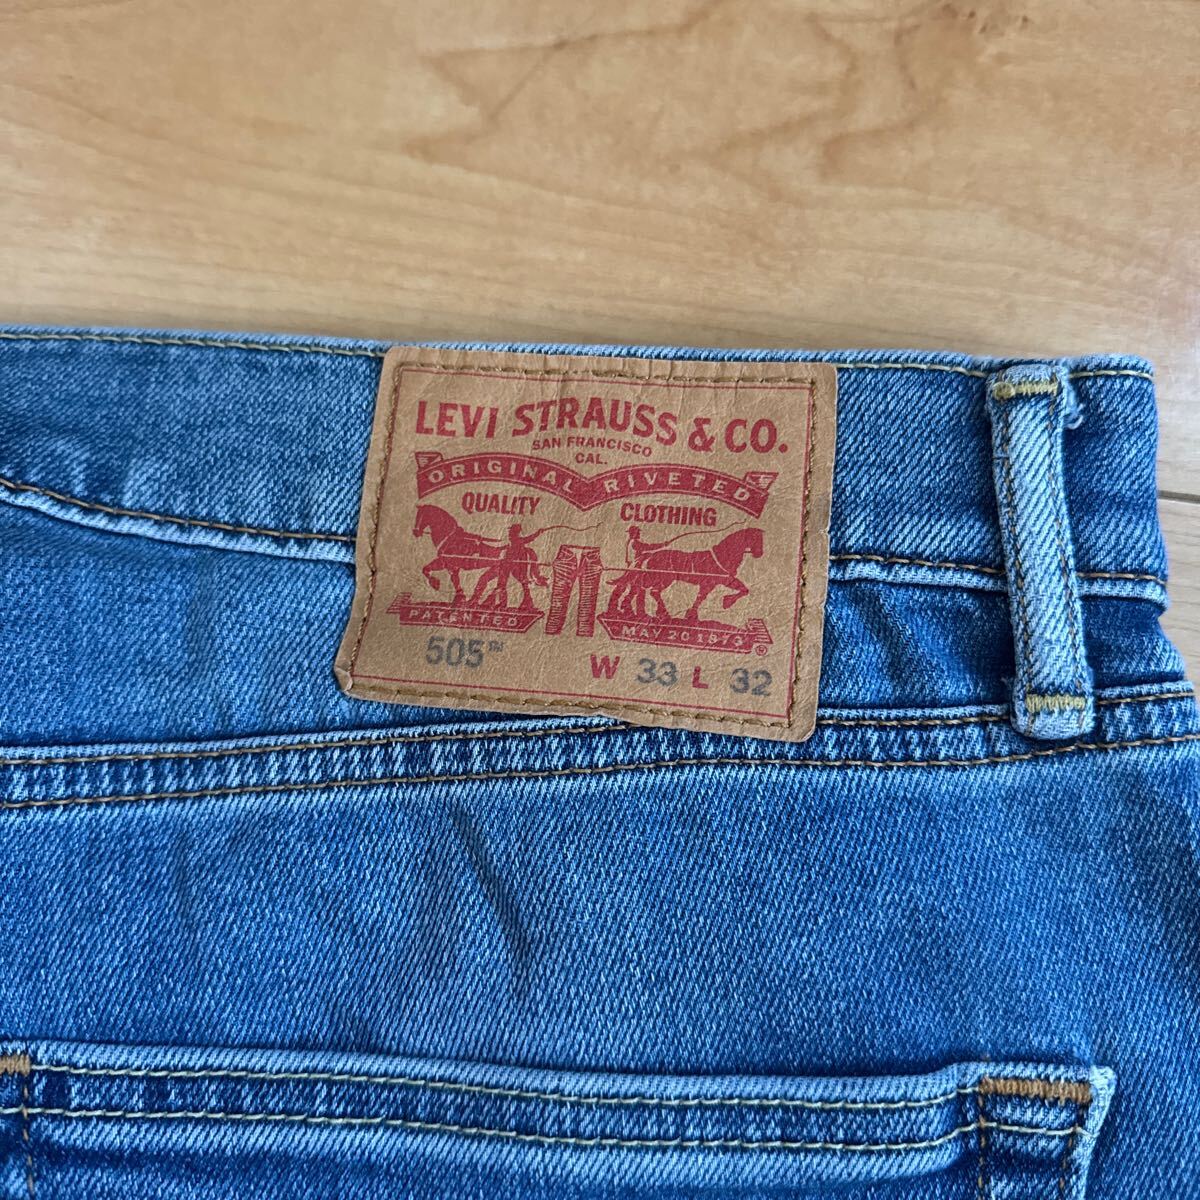 LEVI STRAUSS & CO.
SAN FRANCISCO
CAL.
ORIGINAL RIVETED
QUALITY CLOTHING
PATENTED MAY 20 1873 ®
505™ W 33 L 32